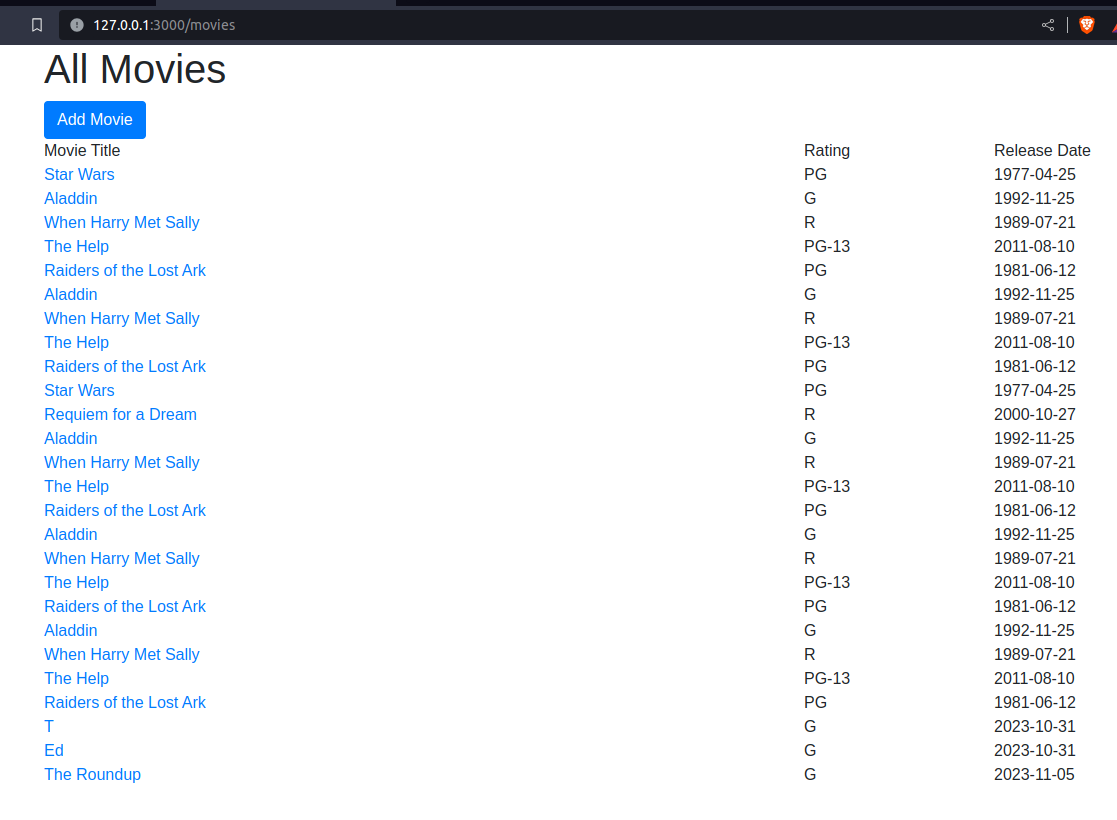 127.0.0.1:3000/movies
All Movies
Add Movie
Movie Title Rating Release Date
Star Wars PG 1977-04-25
Aladdin G 1992-11-25
When Harry Met Sally R 1989-07-21
The Help PG-13 2011-08-10
Raiders of the Lost Ark PG 1981-06-12
Aladdin G 1992-11-25
When Harry Met Sally R 1989-07-21
The Help PG-13 2011-08-10
Raiders of the Lost Ark PG 1981-06-12
Star Wars PG 1977-04-25
Requiem for a Dream R 2000-10-27
Aladdin G 1992-11-25
When Harry Met Sally R 1989-07-21
The Help PG-13 2011-08-10
Raiders of the Lost Ark PG 1981-06-12
Aladdin G 1992-11-25
When Harry Met Sally R 1989-07-21
The Help PG-13 2011-08-10
Raiders of the Lost Ark PG 1981-06-12
Aladdin G 1992-11-25
When Harry Met Sally R 1989-07-21
The Help PG-13 2011-08-10
Raiders of the Lost Ark PG 1981-06-12
T G 2023-10-31
Ed G 2023-10-31
The Roundup G 2023-11-05